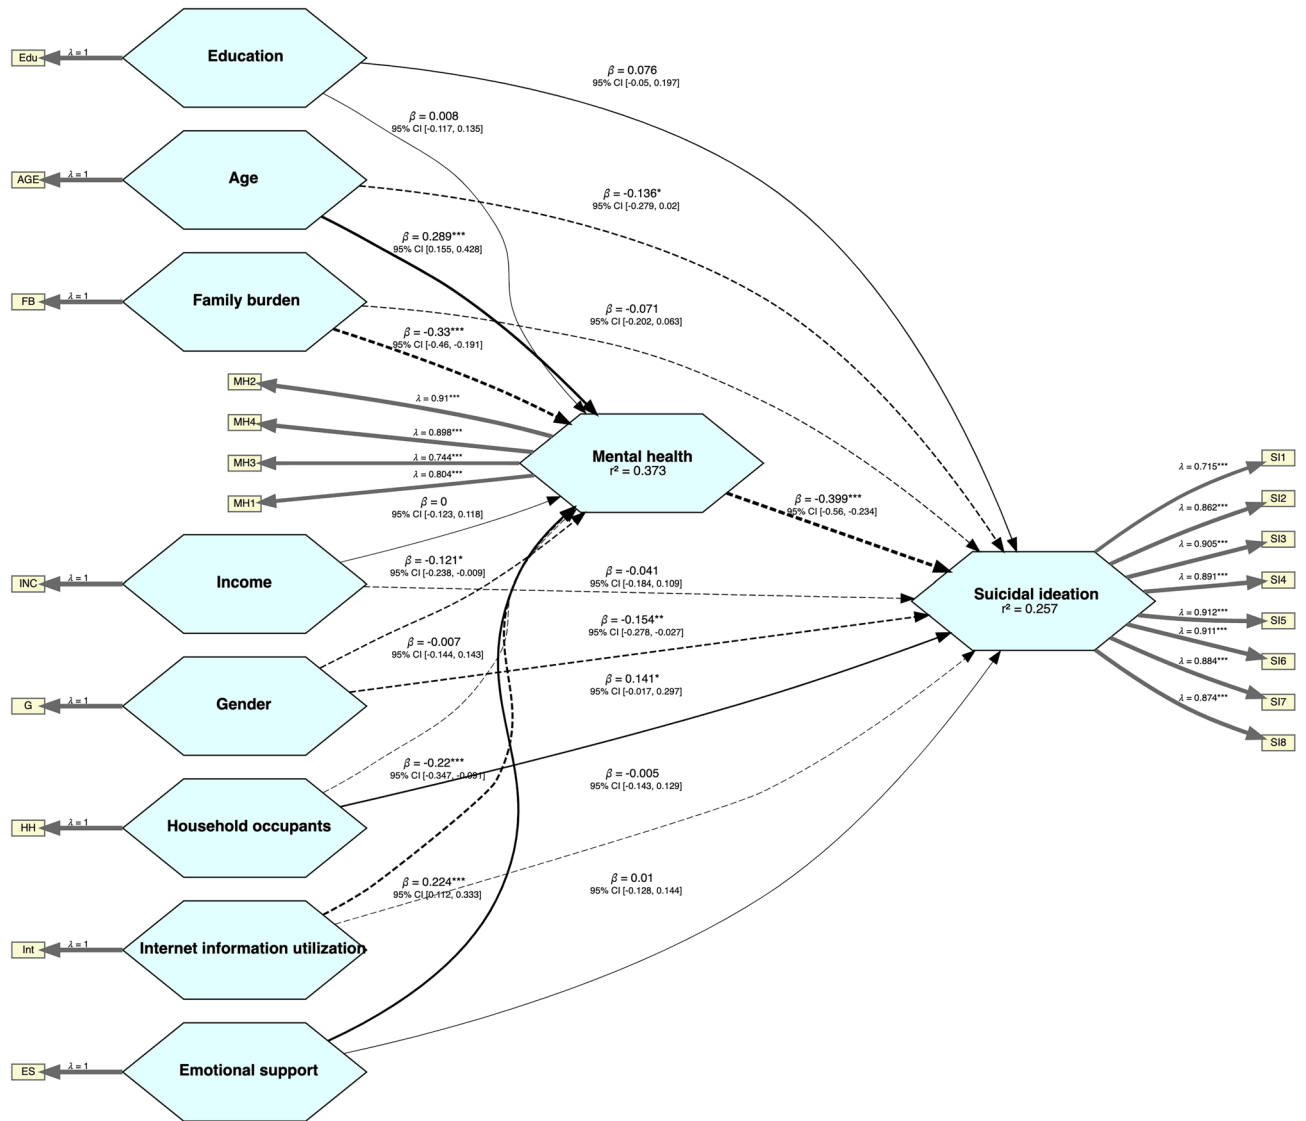 Education
Edu
λ = 1
β = 0.076
95% CI [-0.05, 0.197]
β = 0.008
95% CI [-0.117, 0.135]
Age
AGE
λ = 1
β = -0.136*
95% CI [-0.279, 0.02]
β = 0.289***
95% CI [0.155, 0.428]
Family burden
FB
λ = 1
β = -0.071
95% CI [-0.202, 0.063]
β = -0.33***
95% CI [-0.46, -0.191]
MH2
λ = 0.91***
MH4
λ = 0.898***
MH3
λ = 0.744***
MH1
λ = 0.804***
Mental health
r² = 0.373
β = 0
95% CI [-0.123, 0.118]
β = -0.399***
95% CI [-0.56, -0.234]
Income
INC
λ = 1
β = -0.121*
95% CI [-0.238, -0.009]
β = -0.041
95% CI [-0.184, 0.109]
Suicidal ideation
r² = 0.257
SI1
λ = 0.715***
SI2
λ = 0.862***
SI3
λ = 0.905***
SI4
λ = 0.891***
SI5
λ = 0.912***
SI6
λ = 0.911***
SI7
λ = 0.884***
SI8
λ = 0.874***
Gender
G
λ = 1
β = -0.007
95% CI [-0.144, 0.143]
β = -0.154**
95% CI [-0.278, -0.027]
β = 0.141*
95% CI [-0.017, 0.297]
Household occupants
HH
λ = 1
β = -0.22***
95% CI [-0.347, -0.091]
β = -0.005
95% CI [-0.143, 0.129]
Internet information utilization
Int
λ = 1
β = 0.224***
95% CI [0.112, 0.333]
β = 0.01
95% CI [-0.128, 0.144]
Emotional support
ES
λ = 1